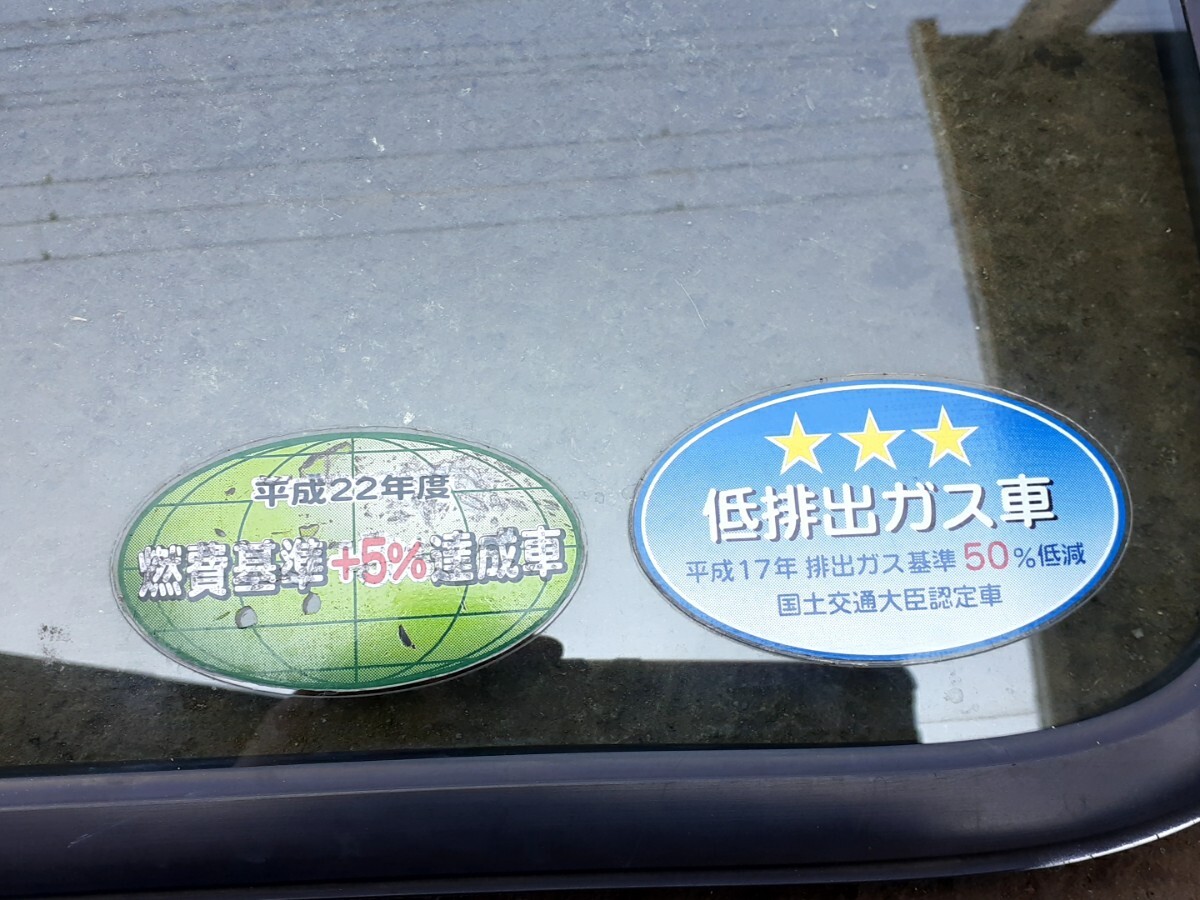 平成22年度
燃費基準+5%達成車
低排出ガス車
平成17年 排出ガス基準 50%低減
国土交通大臣認定車